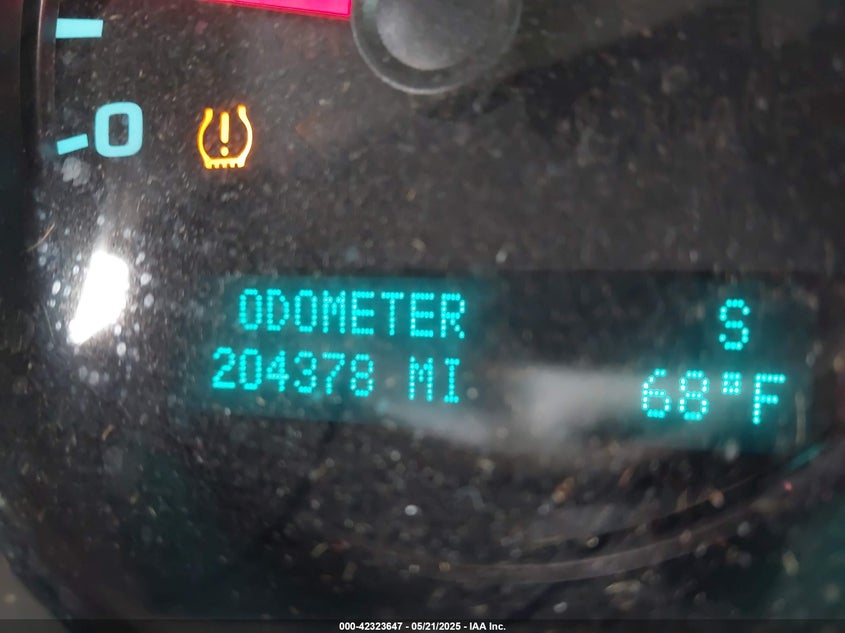 0
ODOMETER S
204378 MI 68°F
000-42323647 - 05/21/2025 - IAA Inc.